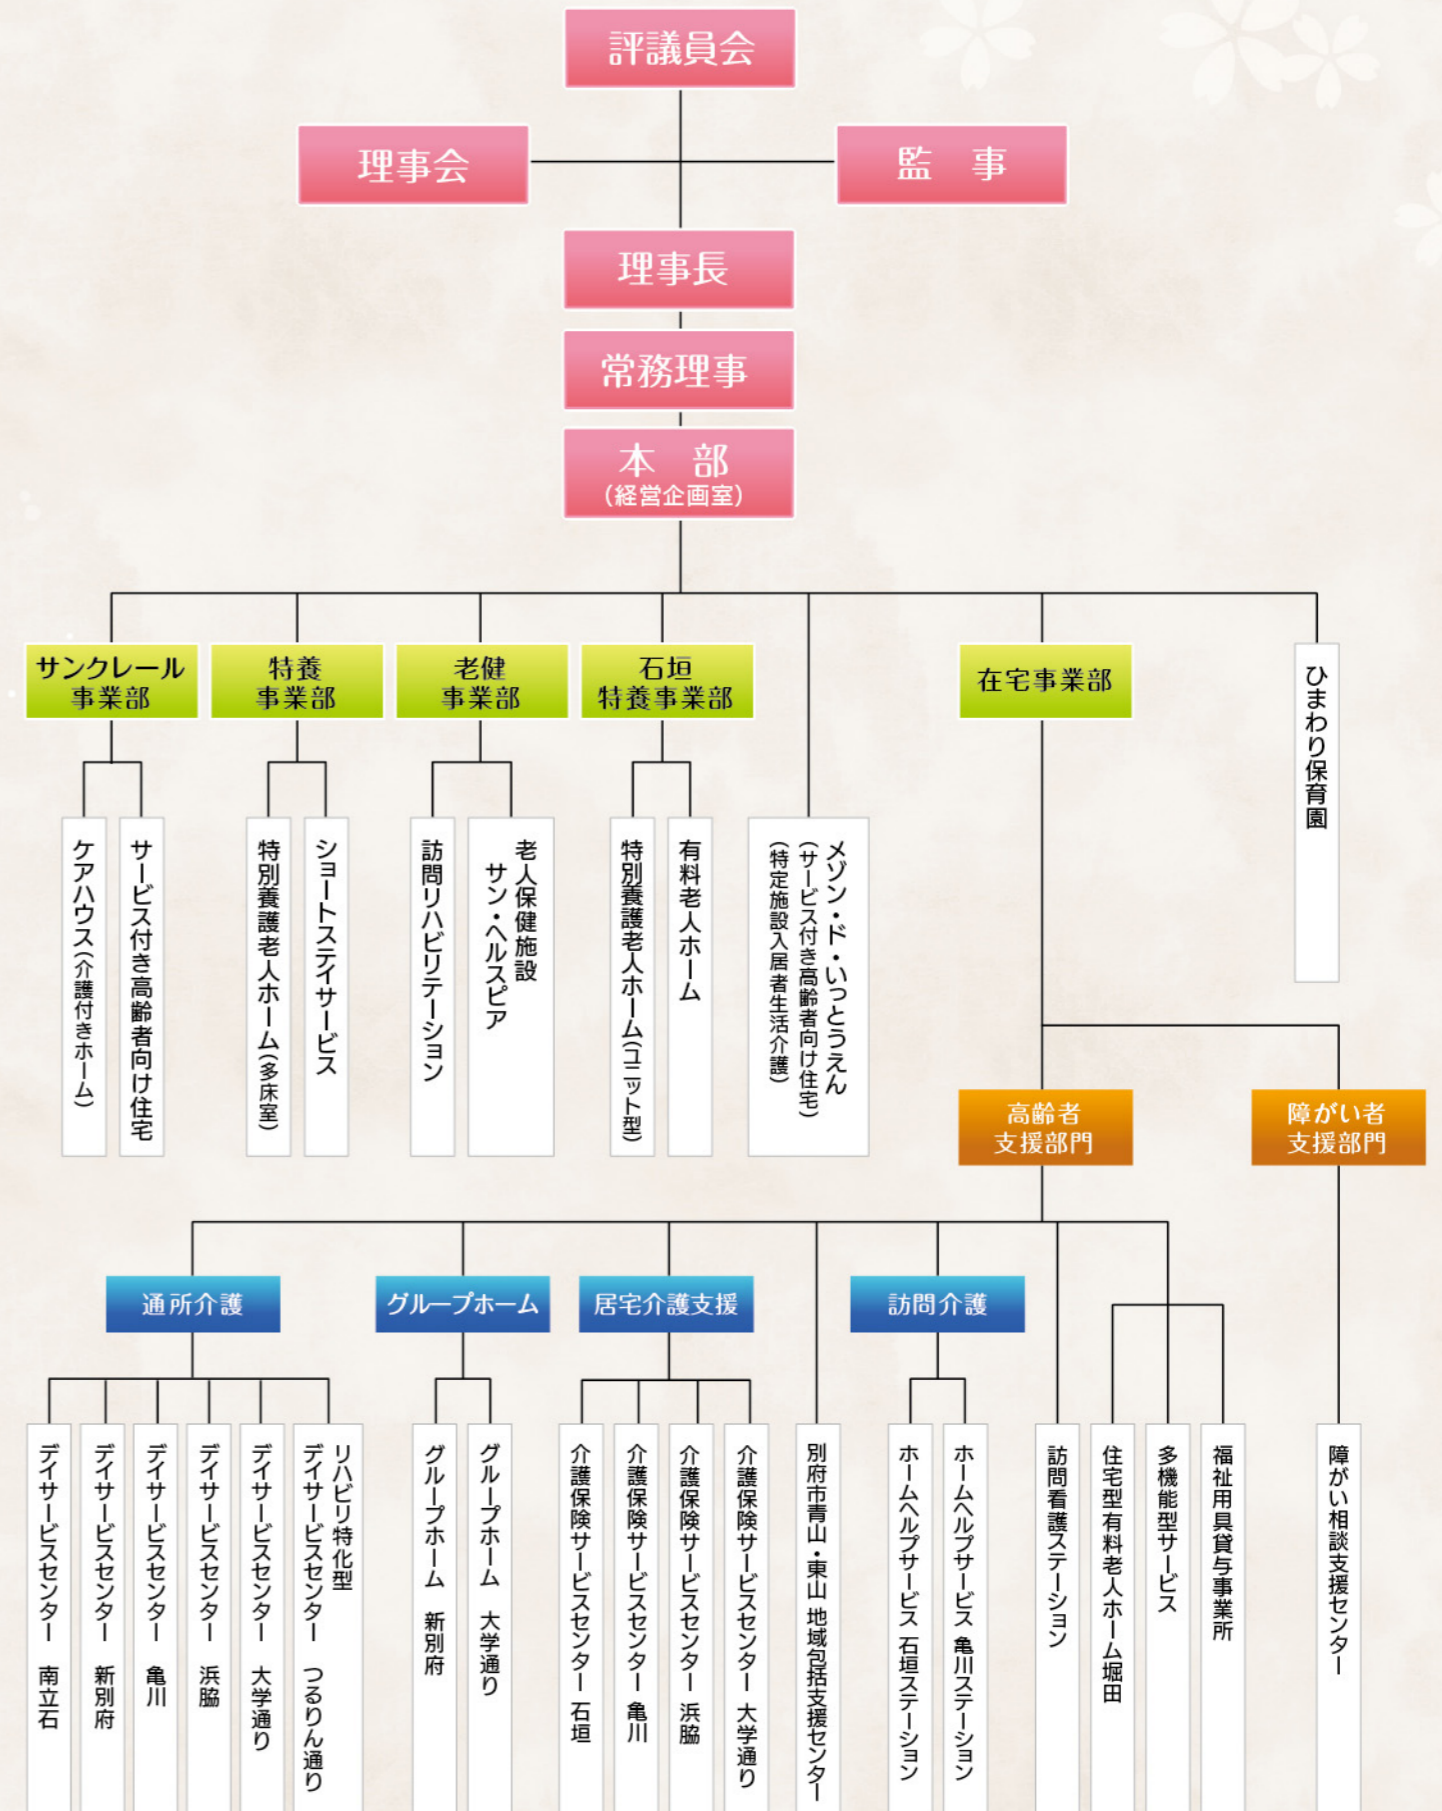 評議員会
理事会
監　事
理事長
常務理事
本　部
（経営企画室）
サンクレール
事業部
特養
事業部
老健
事業部
石垣
特養事業部
在宅事業部
ひまわり保育園
ケアハウス（介護付きホーム）
サービス付き高齢者向け住宅
特別養護老人ホーム（多床室）
ショートステイサービス
訪問リハビリテーション
老人保健施設
サン・ヘルスピア
特別養護老人ホーム（ユニット型）
有料老人ホーム
メゾン・ド・いっとうえん
（サービス付き高齢者向け住宅）
（特定施設入居者生活介護）
高齢者
支援部門
障がい者
支援部門
通所介護
グループホーム
居宅介護支援
訪問介護
デイサービスセンター　南立石
デイサービスセンター　新別府
デイサービスセンター　亀川
デイサービスセンター　浜脇
デイサービスセンター　大学通り
リハビリ特化型
デイサービスセンター　つるりん通り
グループホーム　新別府
グループホーム　大学通り
介護保険サービスセンター 石垣
介護保険サービスセンター 亀川
介護保険サービスセンター 浜脇
介護保険サービスセンター 大学通り
別府市青山・東山 地域包括支援センター
ホームヘルプサービス 石垣ステーション
ホームヘルプサービス 亀川ステーション
訪問看護ステーション
住宅型有料老人ホーム堀田
多機能型サービス
福祉用具貸与事業所
障がい相談支援センター